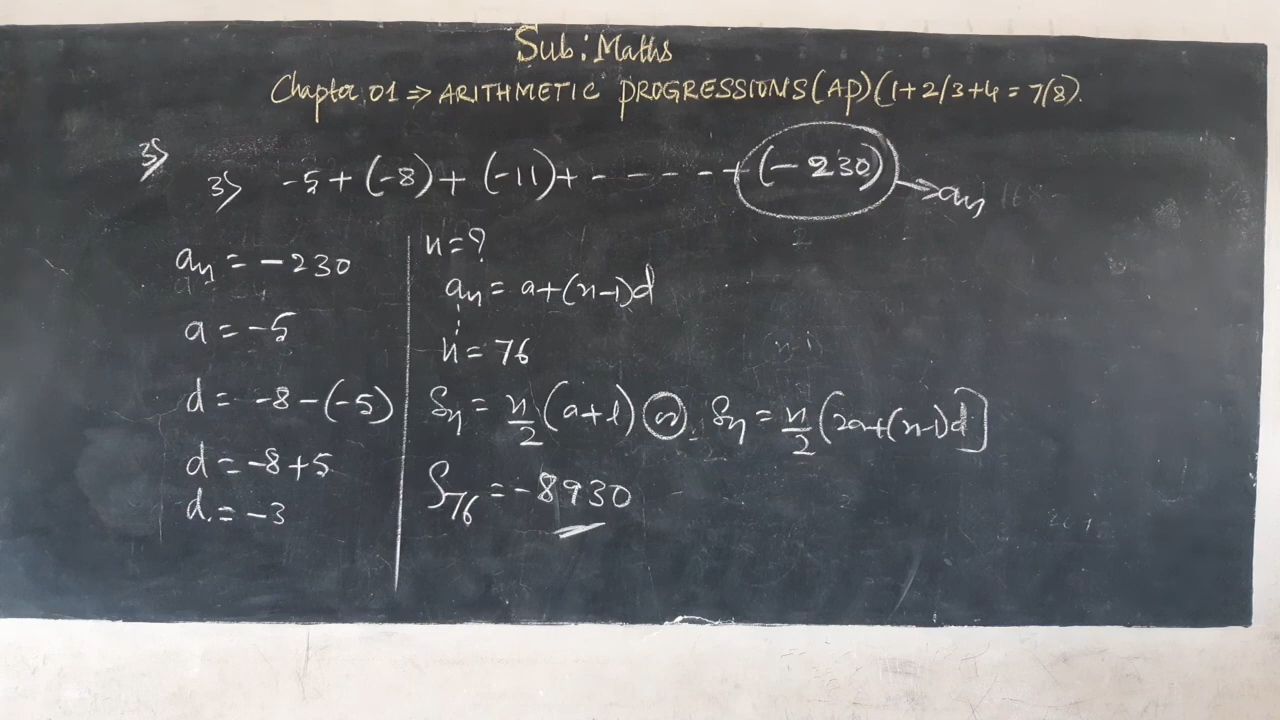 Sub: Maths
Chapter 01 ⇒ ARITHMETIC PROGRESSIONS (AP) (1+2/3+4 = 7/8).
3)
3) -5 + (-8) + (-11) + - - - - - + (-230) → an
an = -230
a = -5
d = -8 - (-5)
d = -8+5
d. = -3
n = ?
an = a+(n-1)d
n = 76
Sn = n/2 (a+l) or Sn = n/2 (2a+(n-1)d]
S76 = -8930